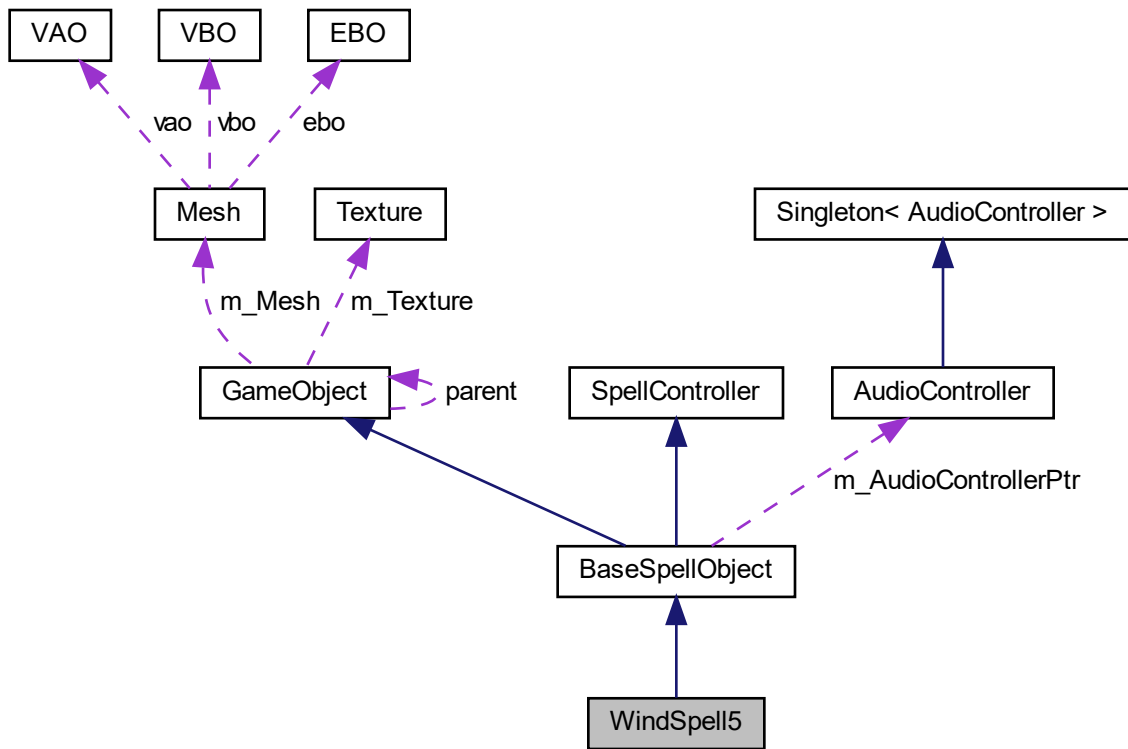 VAO
VBO
EBO
vao
vbo
ebo
Mesh
Texture
Singleton< AudioController >
m_Mesh
m_Texture
GameObject
parent
SpellController
AudioController
m_AudioControllerPtr
BaseSpellObject
WindSpell5